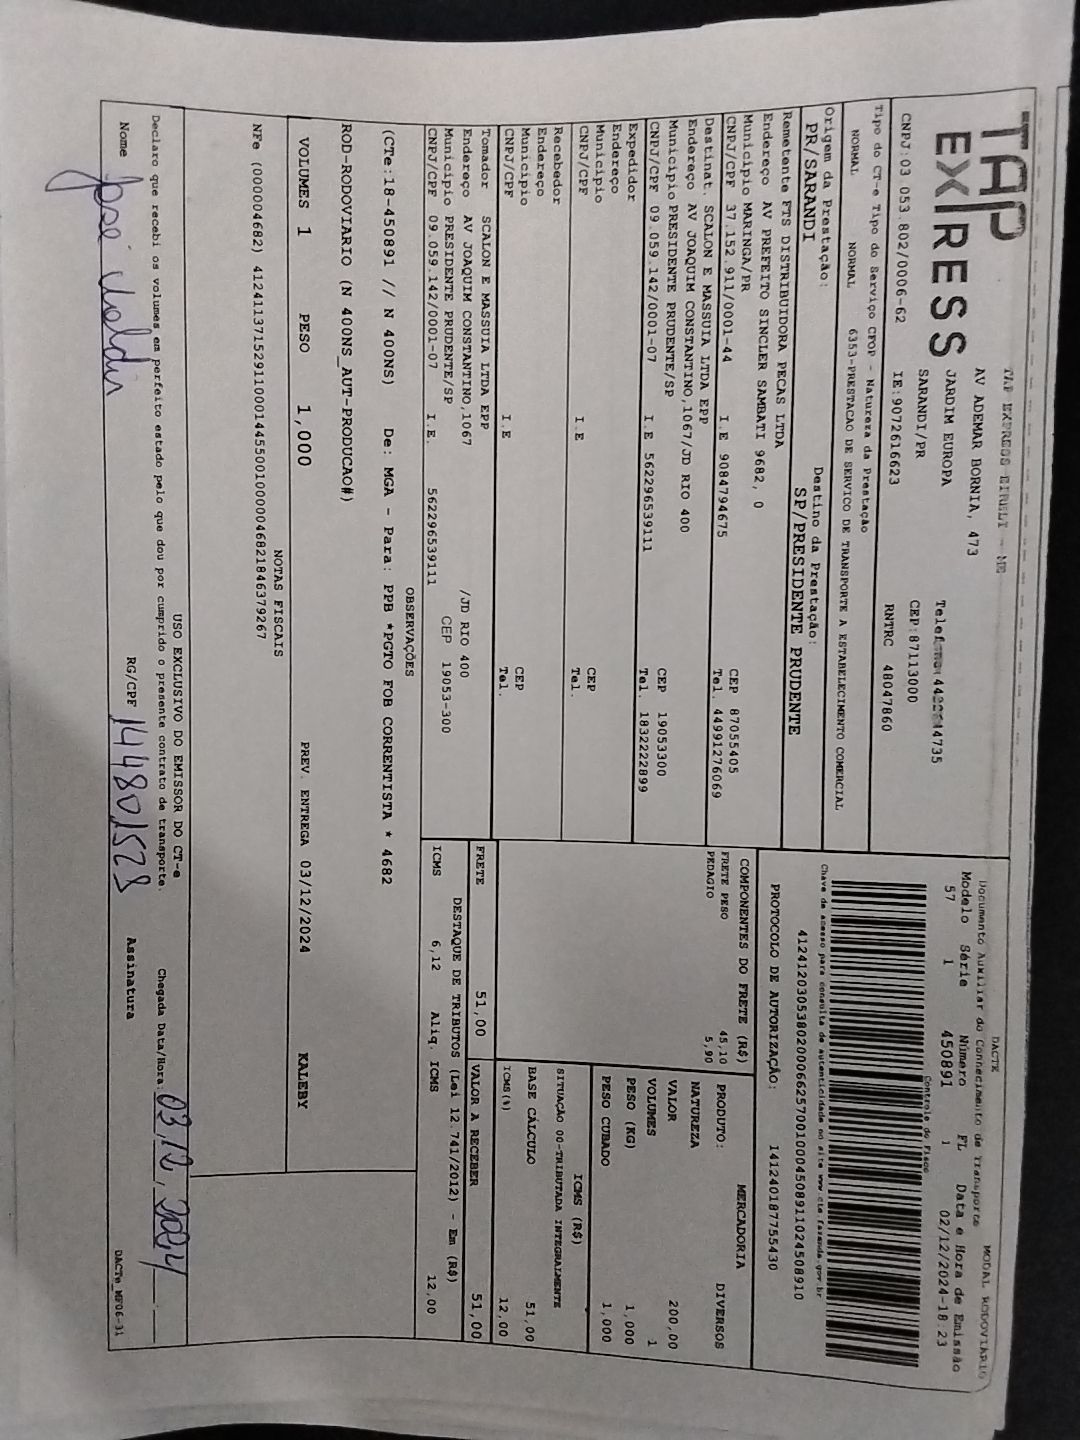 TAP
EXPRESS
TAP EXPRESS EIRELI - ME
AV ADEMAR BORNIA, 473
JARDIM EUROPA
SARANDI/PR
CEP:87113000
CNPJ:03.053.802/0006-62 IE:9072616623 RNTRC 48047860
DACTE MODAL RODOVIARIO
Documento Auxiliar do Conhecimento de Transporte
Modelo Série Número FL Data e Hora de Emissão
57 1 450891 1 02/12/2024-18:23
Controle do Fisco
Chave de acesso para consulta de autenticidade no site www.cte.fazenda.gov.br
41241203053802000662570010004508911024508910
PROTOCOLO DE AUTORIZAÇÃO: 141240187755430
Tipo do CT-e Tipo do Serviço CFOP - Natureza da Prestação
NORMAL NORMAL 6353-PRESTACAO DE SERVICO DE TRANSPORTE A ESTABELECIMENTO COMERCIAL
Origem da Prestação: Destino da Prestação:
PR/SARANDI SP/PRESIDENTE PRUDENTE
Remetente FTS DISTRIBUIDORA PECAS LTDA
Endereço AV PREFEITO SINCLER SAMBATI 9682, 0
Município MARINGA/PR CEP 87055405
CNPJ/CPF 37.152.911/0001-44 I.E 9084794675 Tel. 44991276069
Destinat. SCALON E MASSUIA LTDA EPP
Endereço AV JOAQUIM CONSTANTINO,1067/JD RIO 400
Município PRESIDENTE PRUDENTE/SP CEP 19053300
CNPJ/CPF 09.059.142/0001-07 I.E 562296539111 Tel. 1832222899
Expedidor
Endereço
Município CEP
CNPJ/CPF I.E Tel.
Recebedor
Endereço
Município CEP
CNPJ/CPF I.E Tel.
Tomador SCALON E MASSUIA LTDA EPP
Endereço AV JOAQUIM CONSTANTINO,1067 /JD RIO 400
Município PRESIDENTE PRUDENTE/SP CEP 19053-300
CNPJ/CPF 09.059.142/0001-07 I.E. 562296539111
COMPONENTES DO FRETE (R$)
FRETE PESO 45,10
PEDAGIO 5,90
MERCADORIA
PRODUTO: DIVERSOS
NATUREZA
VALOR 200,00
VOLUMES 1
PESO (KG) 1,000
PESO CUBADO 1,000
ICMS (R$)
SITUAÇÃO 00-TRIBUTADA INTEGRALMENTE
BASE CÁLCULO 51,00
ICMS(%) 12,00
FRETE 51,00 VALOR A RECEBER 51,00
DESTAQUE DE TRIBUTOS (Lei 12.741/2012) - Em (R$)
ICMS 6,12 Alíq. ICMS 12,00
OBSERVAÇÕES
(CTe:18-450891 // N 400NS) De: MGA - Para: PPB *PGTO FOB CORRENTISTA * 4682
ROD-RODOVIARIO (N 400NS_AUT-PRODUCAO#)
VOLUMES 1 PESO 1,000 PREV. ENTREGA 03/12/2024 KALEBY
NOTAS FISCAIS
NFe (000004682) 41241137152911000144550010000046821846379267
USO EXCLUSIVO DO EMISSOR DO CT-e
Declaro que recebi os volumes em perfeito estado pelo que dou por cumprido o presente contrato de transporte. Chegada Data/Hora: 03/12/2024
Nome José RG/CPF 144801528 Assinatura
DACTe_MP06-31